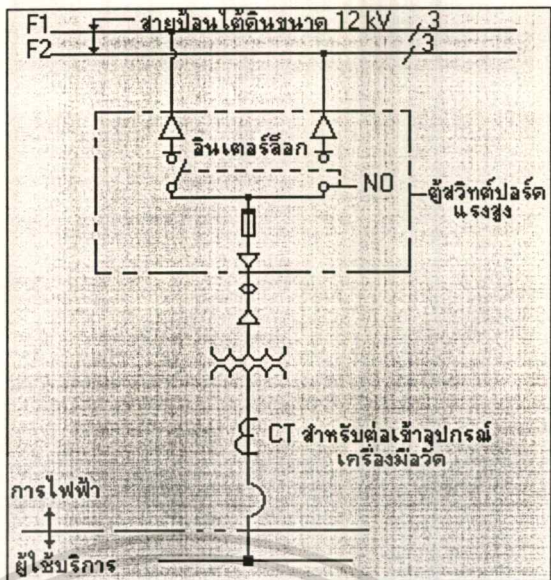 F1 สายป้อนใต้ดินขนาด 12 kV 3
F2 3
อินเตอร์ล็อก
NO
ตู้สวิทต์ปอร์ด
แรงสูง
CT สำหรับต่อเข้าอุปกรณ์
เครื่องมือวัด
การไฟฟ้า
ผู้ใช้บริการ